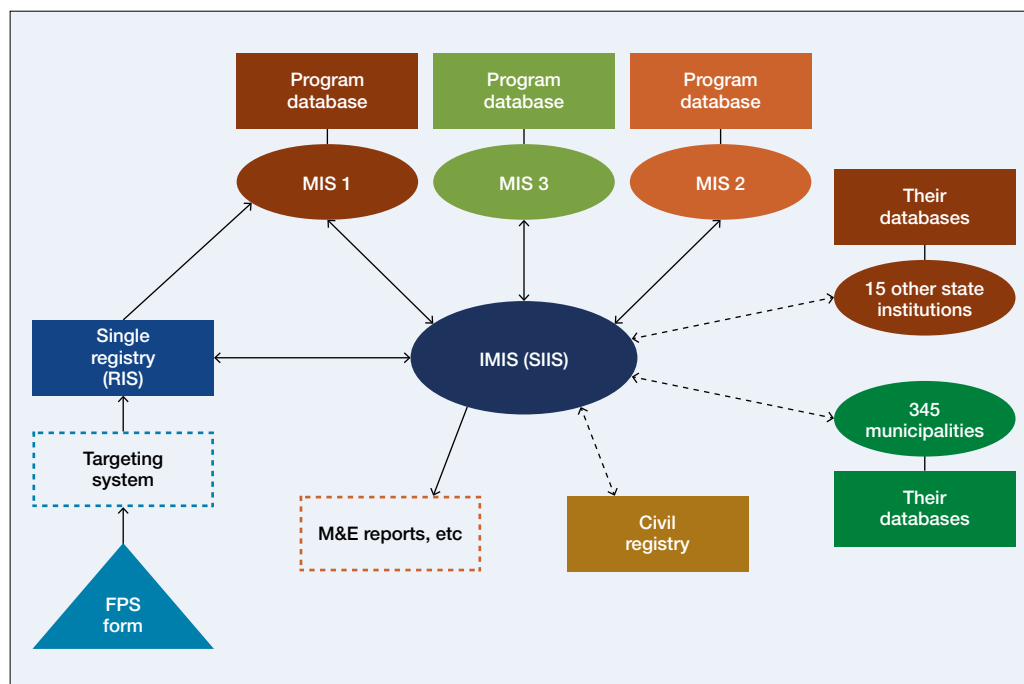 Program
database
Program
database
Program
database
MIS 1
MIS 3
MIS 2
Their
databases
15 other state
institutions
Single
registry
(RIS)
IMIS (SIIS)
345
municipalities
Targeting
system
Their
databases
M&E reports, etc
Civil
registry
FPS
form